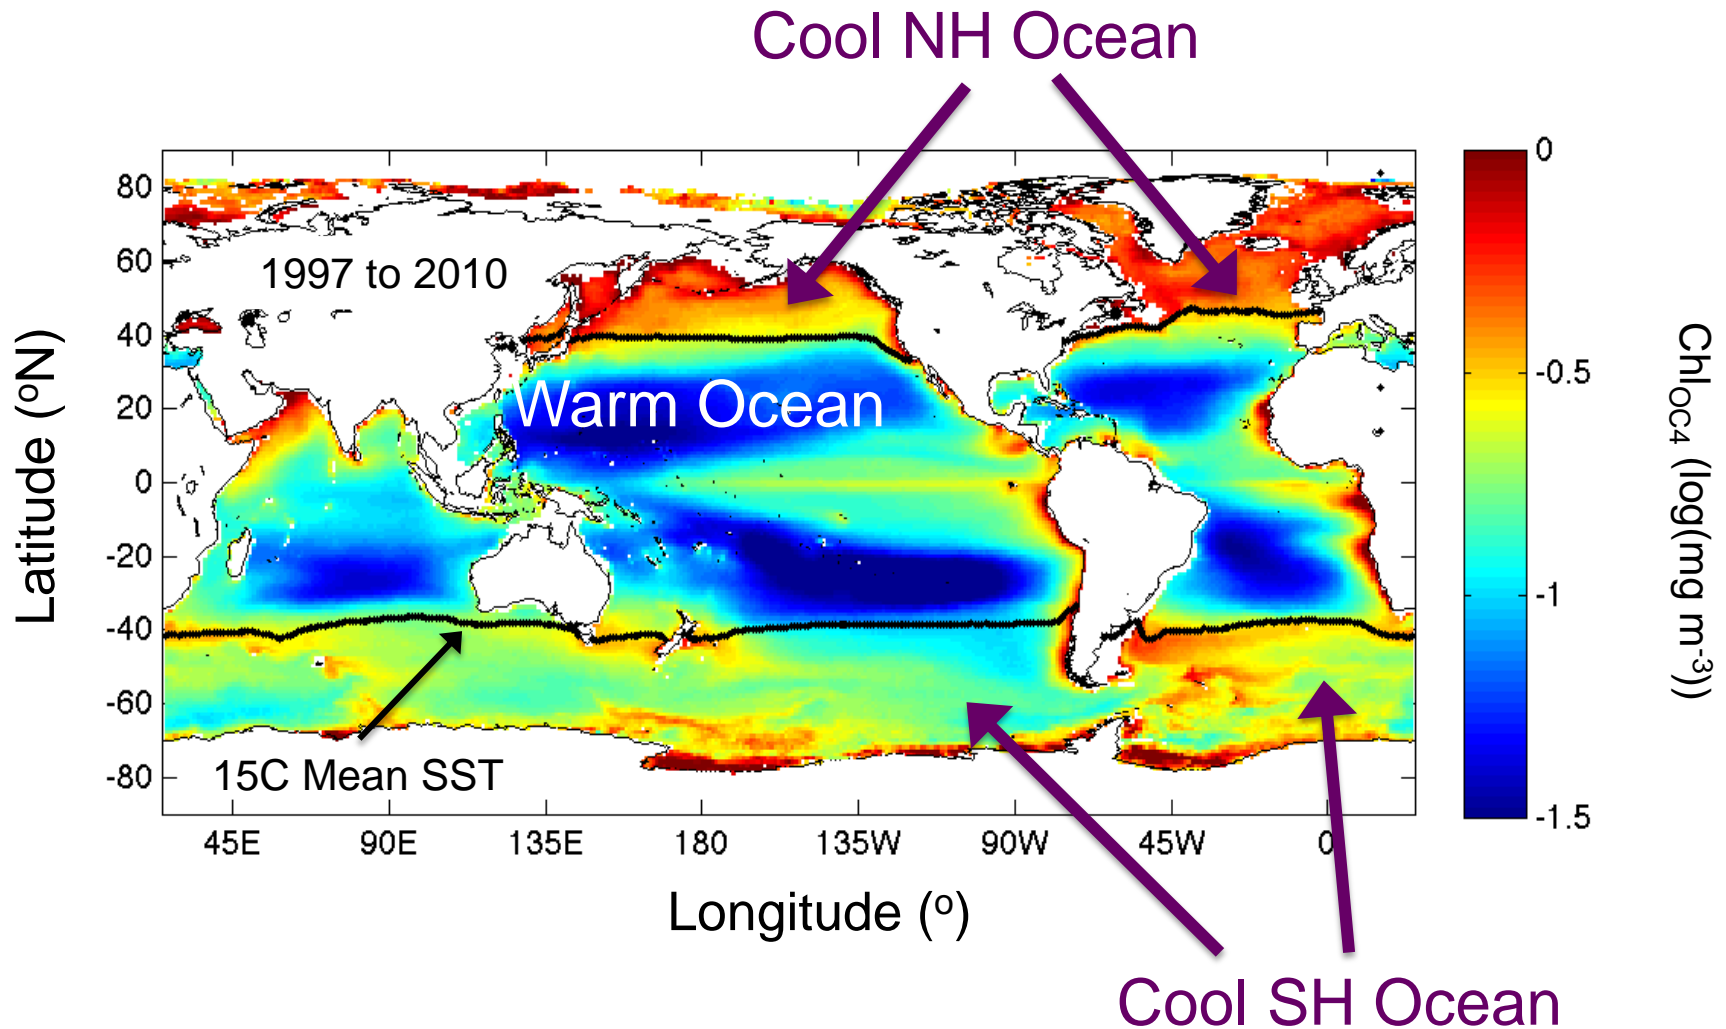 Cool NH Ocean
80
60
40
20
0
-20
-40
-60
-80
Latitude (ºN)
1997 to 2010
Warm Ocean
15C Mean SST
45E 90E 135E 180 135W 90W 45W 0
Longitude (º)
0
-0.5
-1
-1.5
Chl_OC4 (log(mg m⁻³))
Cool SH Ocean